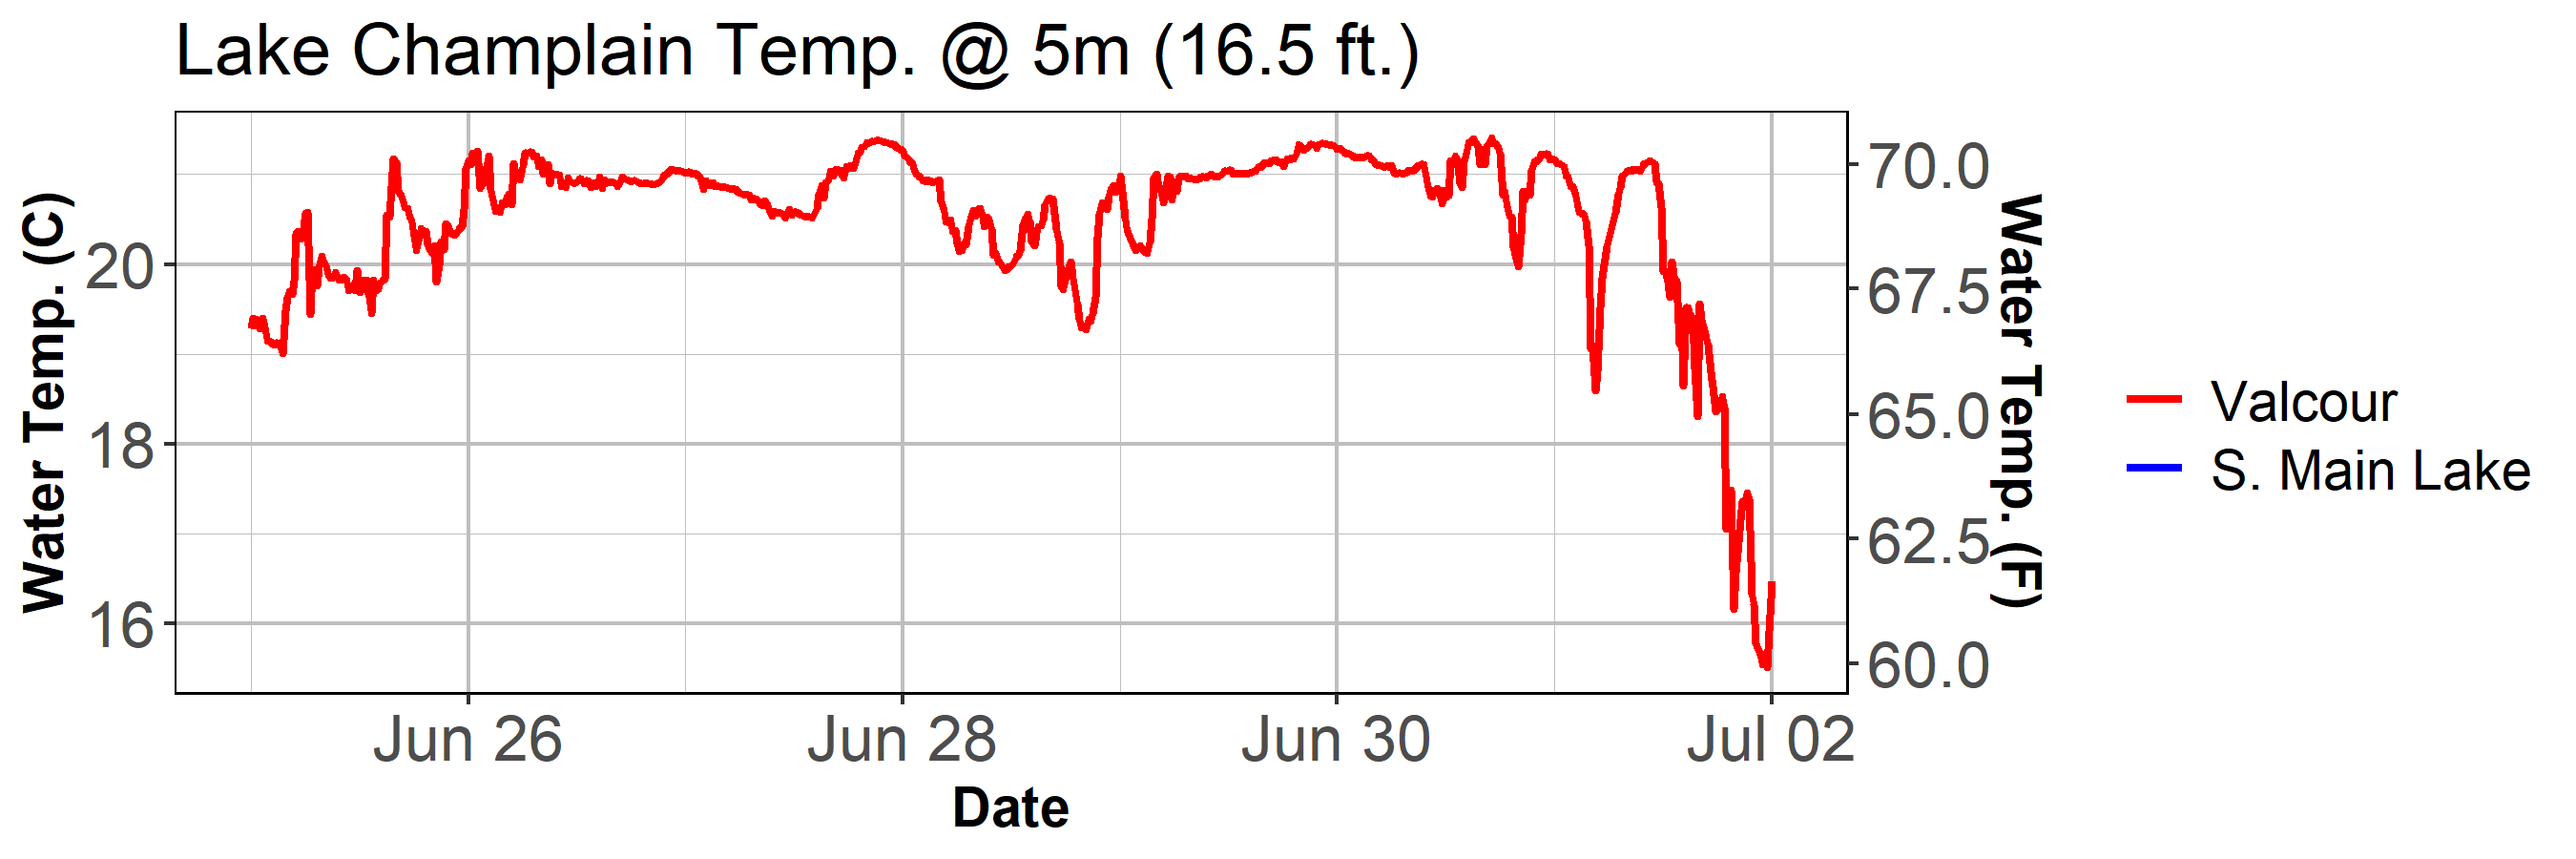 Lake Champlain Temp. @ 5m (16.5 ft.)
Water Temp. (C)
20
18
16
70.0
67.5
65.0
62.5
60.0
Water Temp. (F)
Jun 26
Jun 28
Jun 30
Jul 02
Date
Valcour
S. Main Lake